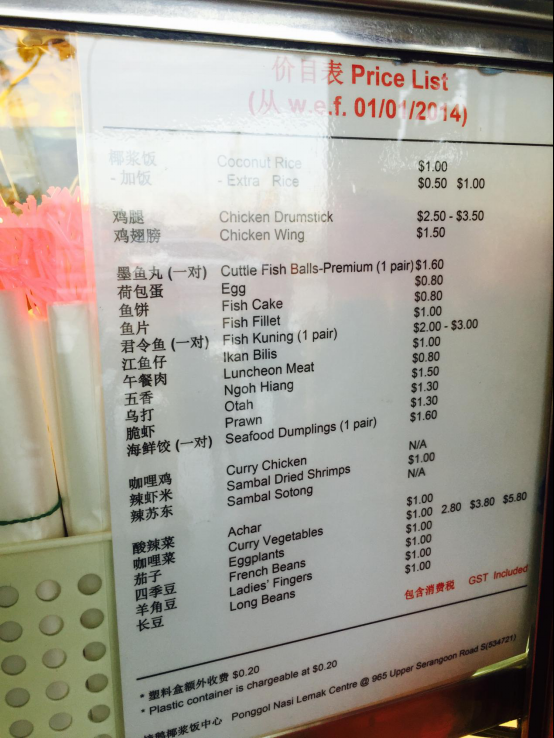 价目表 Price List
(从 w.e.f. 01/01/2014)
椰浆饭 Coconut Rice $1.00
- 加饭 - Extra Rice $0.50 $1.00
鸡腿 Chicken Drumstick $2.50 - $3.50
鸡翅膀 Chicken Wing $1.50
墨鱼丸 (一对) Cuttle Fish Balls-Premium (1 pair) $1.60
荷包蛋 Egg $0.80
鱼饼 Fish Cake $0.80
鱼片 Fish Fillet $1.00
君令鱼 (一对) Fish Kuning (1 pair) $2.00 - $3.00
江鱼仔 Ikan Bilis $1.00
午餐肉 Luncheon Meat $0.80
五香 Ngoh Hiang $1.50
乌打 Otah $1.30
脆虾 Prawn $1.30
海鲜饺 (一对) Seafood Dumplings (1 pair) $1.60
咖哩鸡 Curry Chicken N/A
辣虾米 Sambal Dried Shrimps $1.00
辣苏东 Sambal Sotong N/A
酸辣菜 Achar $1.00
咖哩菜 Curry Vegetables $1.00 2.80 $3.80 $5.80
茄子 Eggplants $1.00
四季豆 French Beans $1.00
羊角豆 Ladies' Fingers $1.00
长豆 Long Beans $1.00
包含消费税 GST Included
* 塑料盒额外收费 $0.20
* Plastic container is chargeable at $0.20
椰浆饭中心 Ponggol Nasi Lemak Centre @ 965 Upper Serangoon Road S(534721)